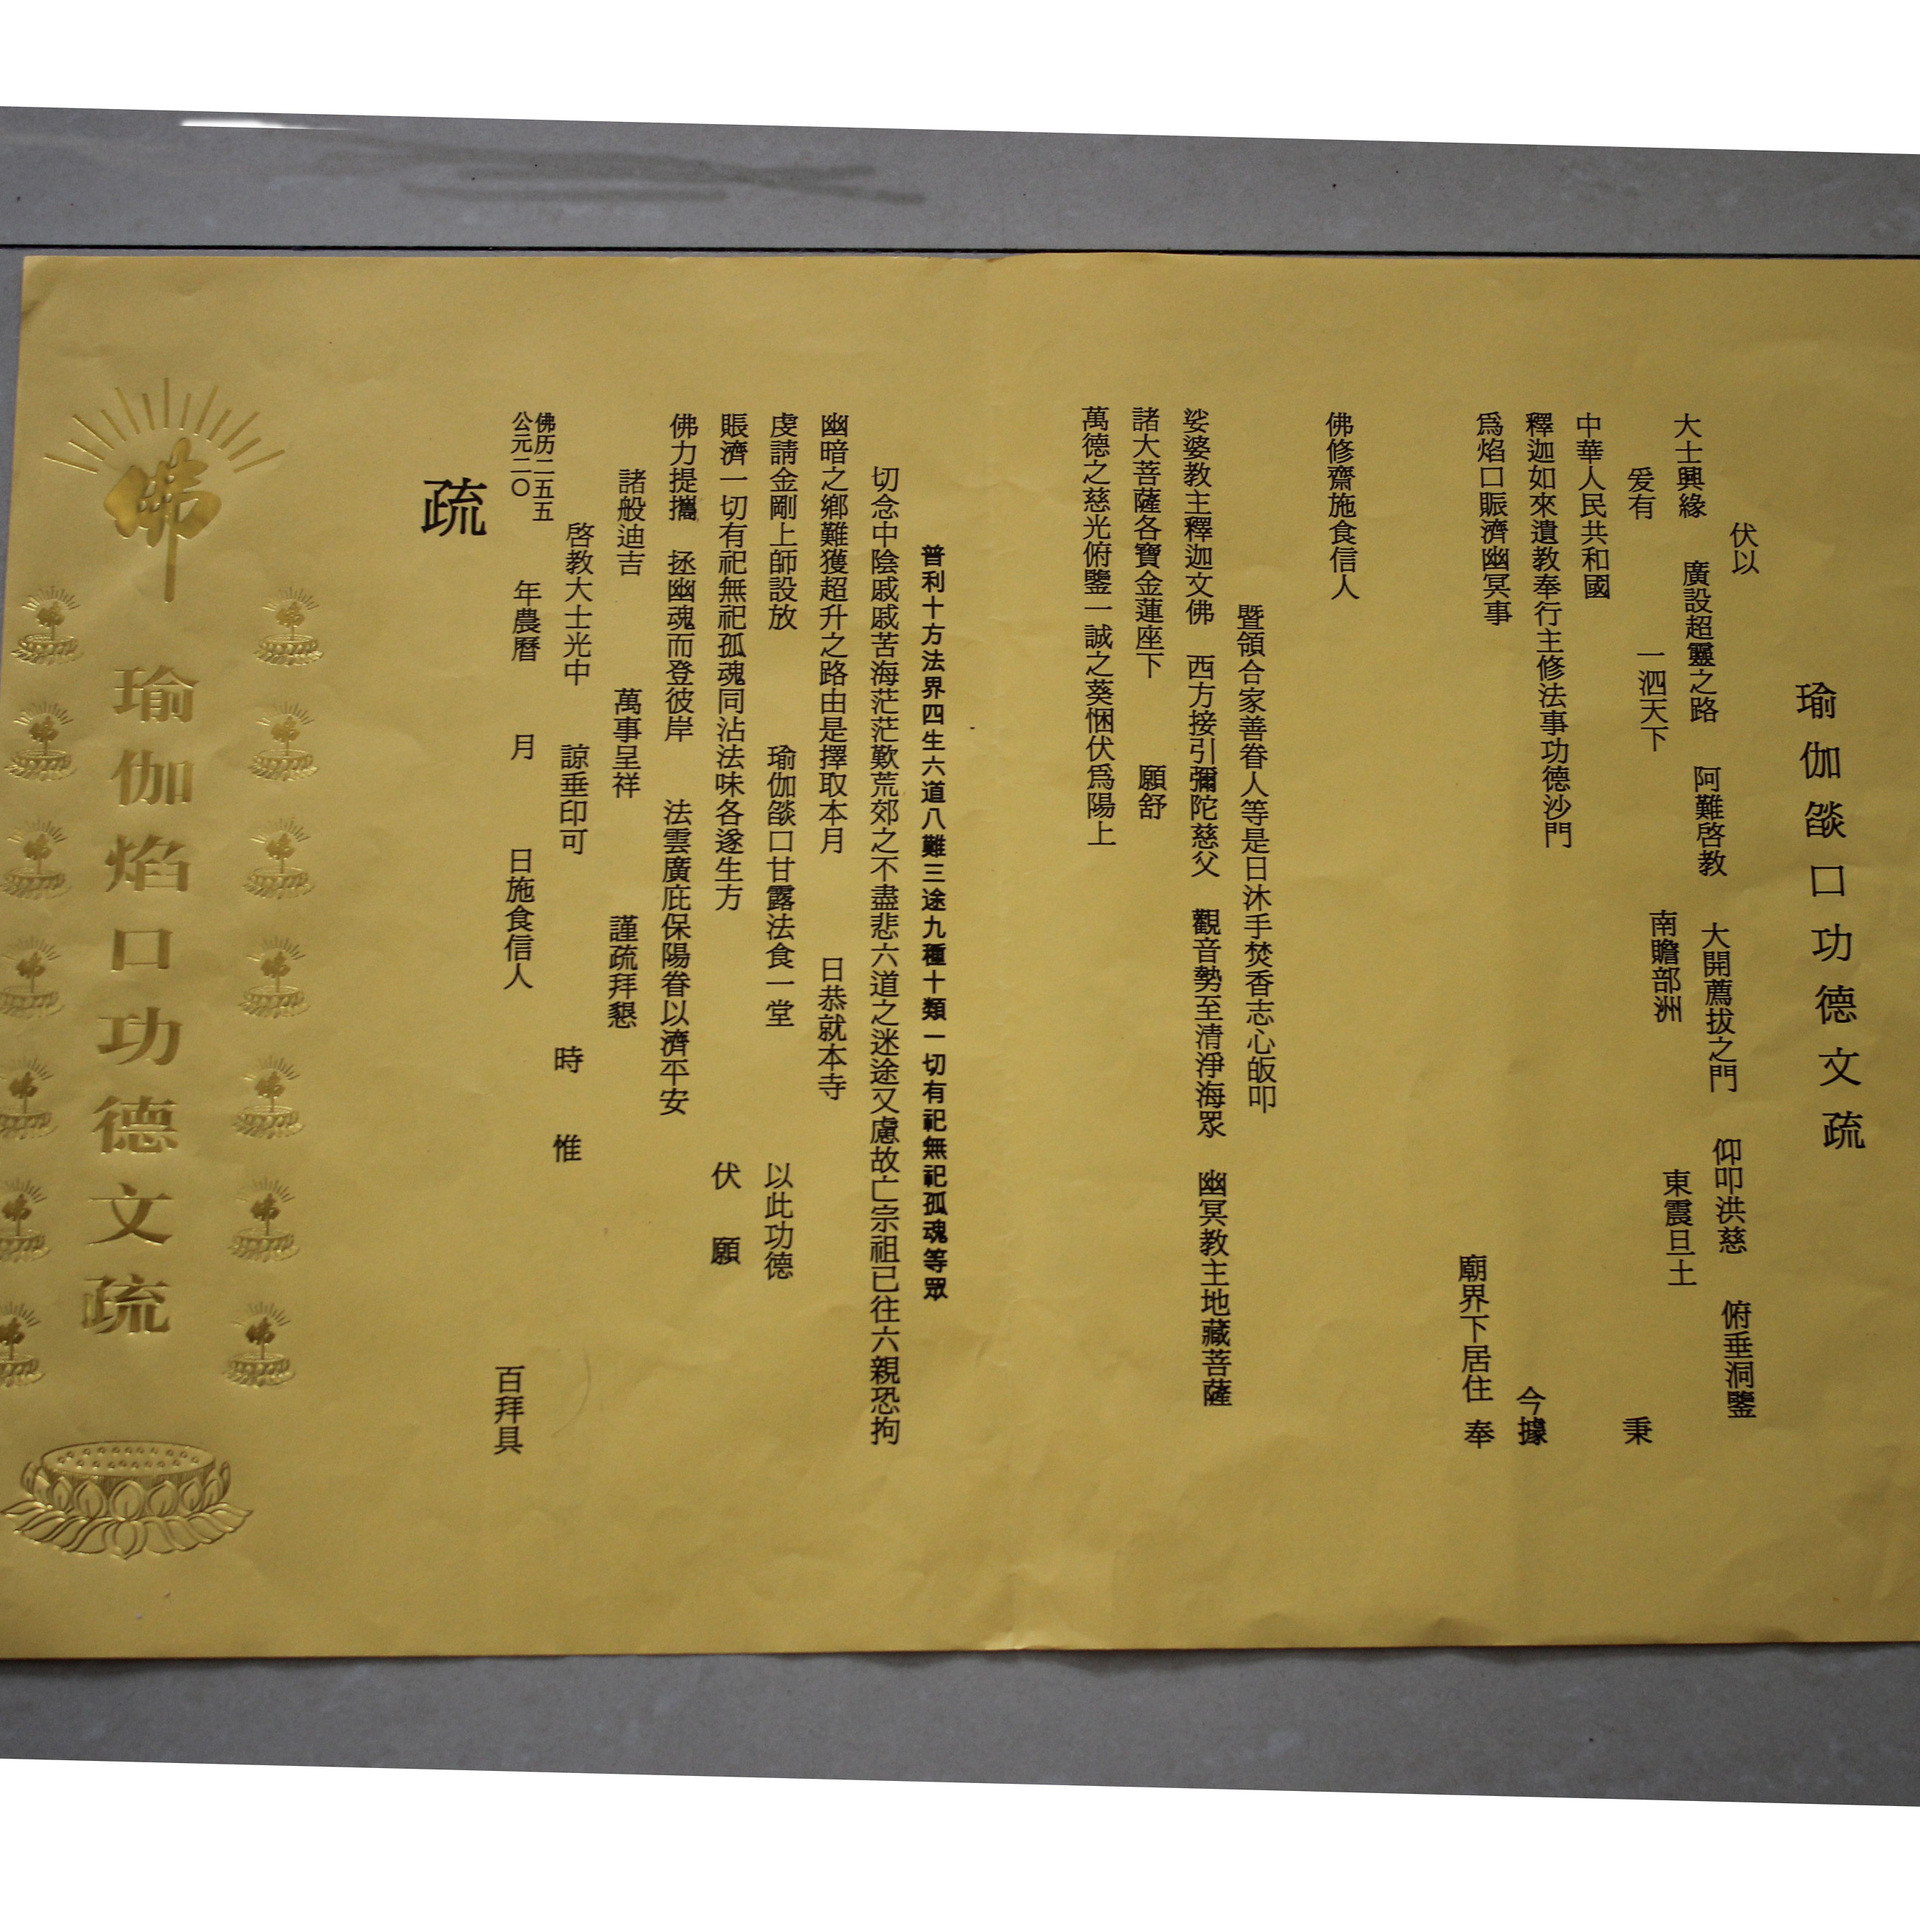 瑜伽燄口功德文疏
伏以
大士興緣 廣設超靈之路 阿難啓教 大開薦拔之門 仰叩洪慈 俯垂洞鑒
爰有 一泗天下 南贍部洲 東震旦土 秉
中華人民共和國
釋迦如來遺教奉行主修法事功德沙門 今據
廟界下居住 奉
爲焰口賑濟幽冥事
佛修齋施食信人
暨領合家善眷人等是日沐手焚香志心皈叩
娑婆教主釋迦文佛 西方接引彌陀慈父 觀音勢至清淨海眾 幽冥教主地藏菩薩
諸大菩薩各寶金蓮座下 願舒
萬德之慈光俯鑒一誠之葵悃伏爲陽上
普利十方法界四生六道八難三途九種十類一切有祀無祀孤魂等眾
切念中陰戚戚苦海茫茫歎荒郊之不盡悲六道之迷途又慮故亡宗祖已往六親恐拘
幽暗之鄉難獲超升之路由是擇取本月 日恭就本寺
虔請金剛上師設放 瑜伽燄口甘露法食一堂 以此功德
賑濟一切有祀無祀孤魂同沾法味各遂生方 伏願
佛力提攜 拯幽魂而登彼岸 法雲廣庇保陽眷以濟平安
諸般迪吉 萬事呈祥 謹疏拜懇
啓教大士光中 諒垂印可 時惟
佛历二五五
公元二〇 年農曆 月 日施食信人 百拜具
疏
佛
瑜伽焰口功德文疏
佛
佛
佛
佛
佛
佛
佛
佛
佛
佛
佛
佛
佛
佛